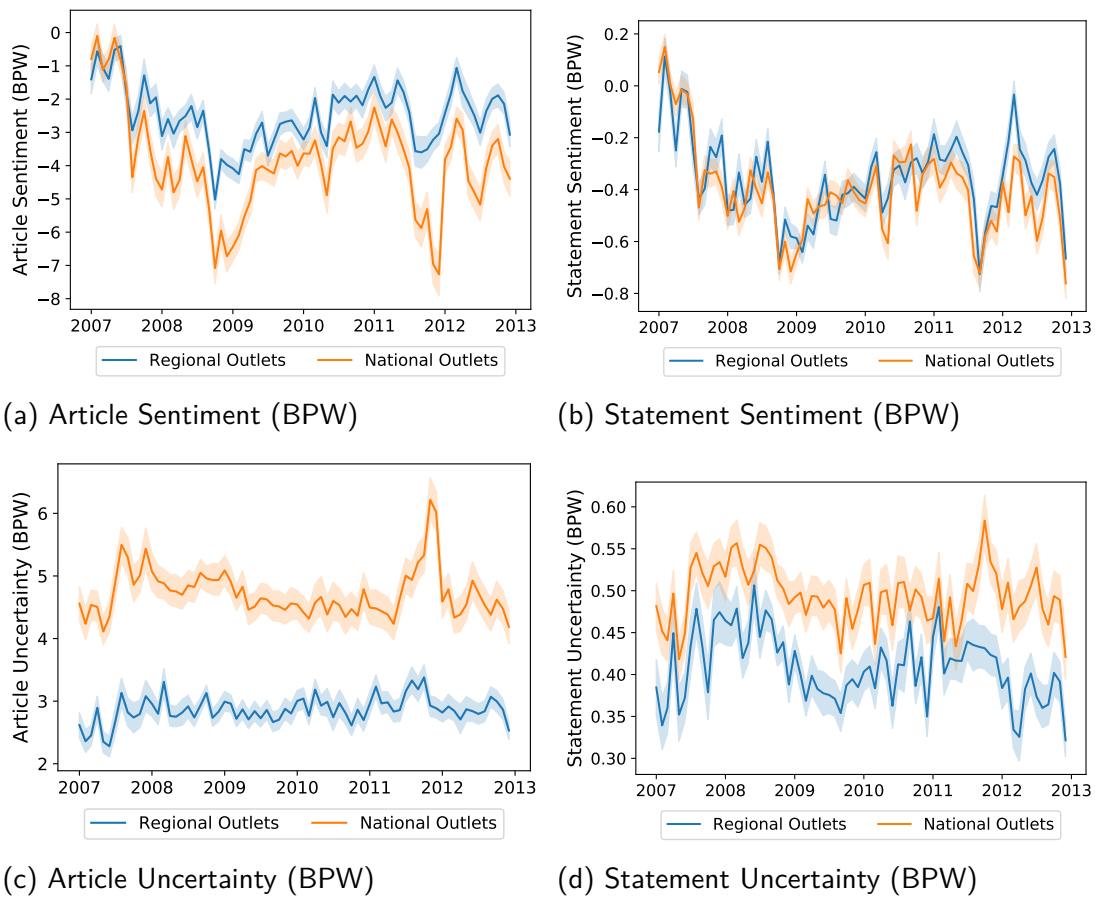 Article Sentiment (BPW)
0
−1
−2
−3
−4
−5
−6
−7
−8
2007 2008 2009 2010 2011 2012 2013
Regional Outlets National Outlets
(a) Article Sentiment (BPW)
Statement Sentiment (BPW)
0.2
0.0
−0.2
−0.4
−0.6
−0.8
2007 2008 2009 2010 2011 2012 2013
Regional Outlets National Outlets
(b) Statement Sentiment (BPW)
Article Uncertainty (BPW)
6
5
4
3
2
2007 2008 2009 2010 2011 2012 2013
Regional Outlets National Outlets
(c) Article Uncertainty (BPW)
Statement Uncertainty (BPW)
0.60
0.55
0.50
0.45
0.40
0.35
0.30
2007 2008 2009 2010 2011 2012 2013
Regional Outlets National Outlets
(d) Statement Uncertainty (BPW)